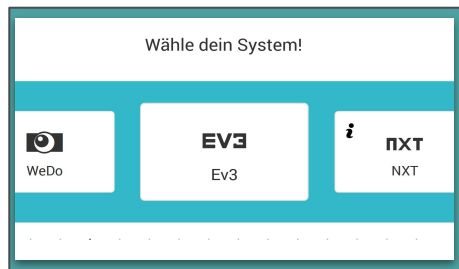 Wähle dein System!
EV3
i
NXT
WeDo
Ev3
NXT